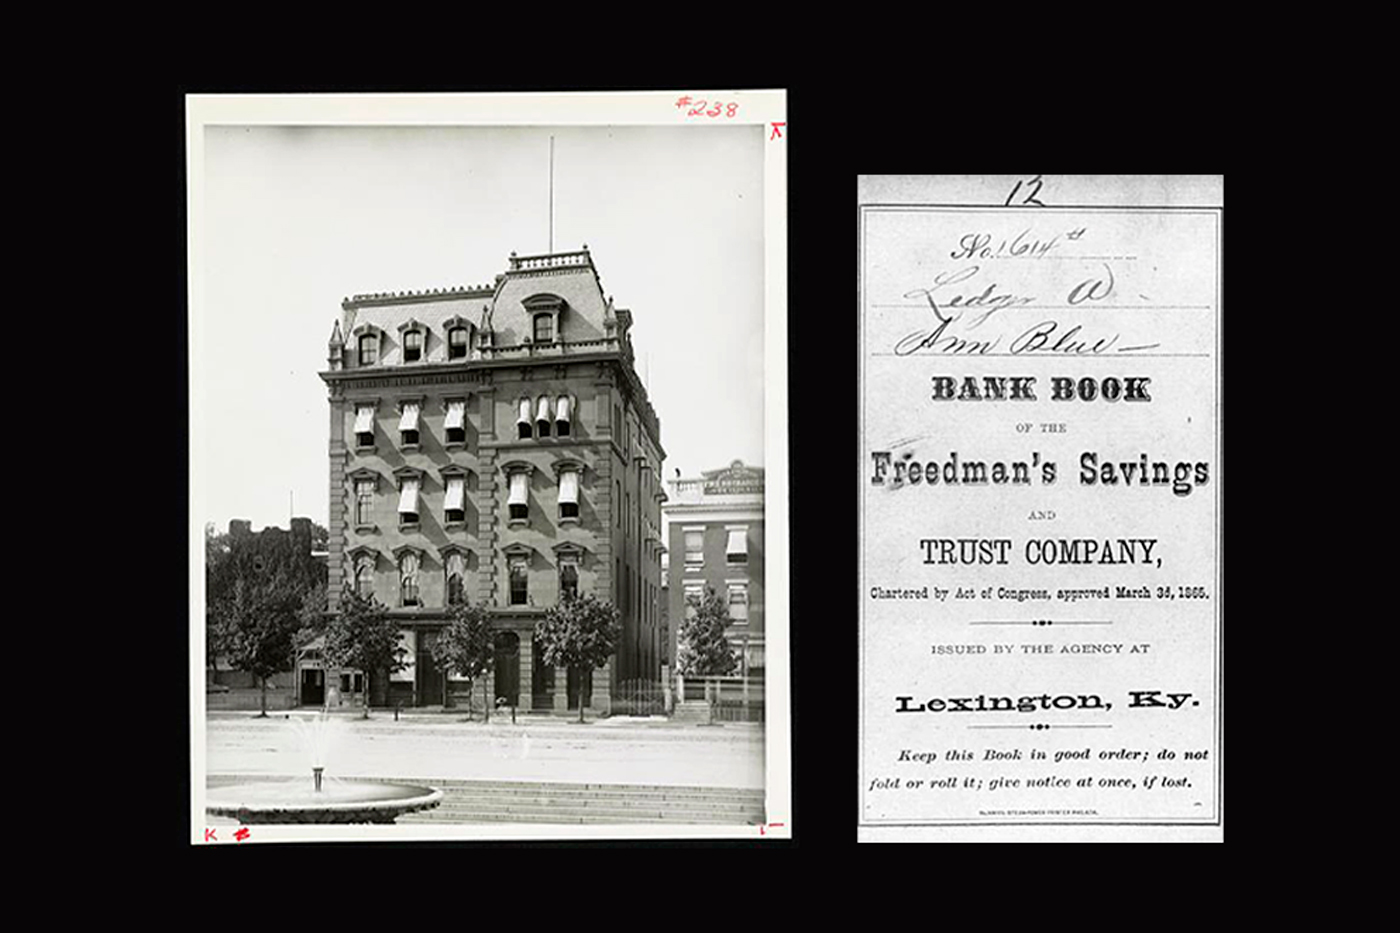 #238
K
K
12
No. 1614
Ledger A
Ann Blue
BANK BOOK
OF THE
Freedman's Savings
AND
TRUST COMPANY,
Chartered by Act of Congress, approved March 3d, 1865.
ISSUED BY THE AGENCY AT
Lexington, Ky.
Keep this Book in good order; do not
fold or roll it; give notice at once, if lost.